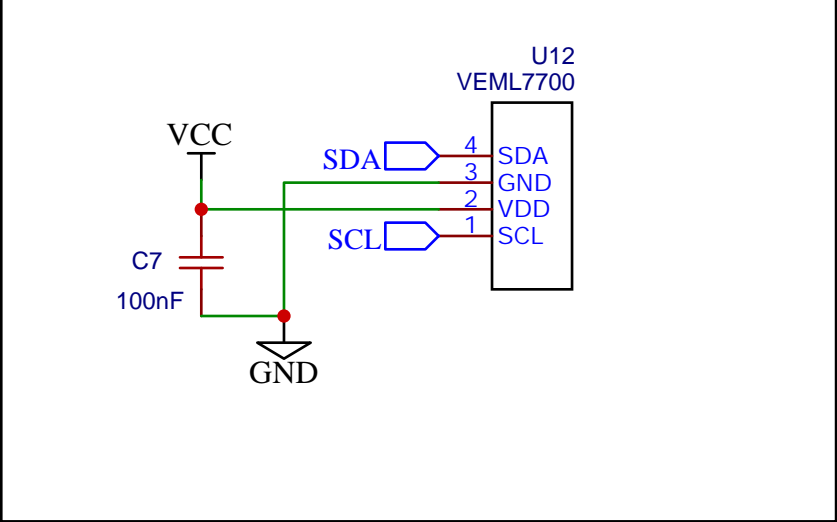 U12
VEML7700
VCC
SDA
4
SDA
3
GND
2
VDD
SCL
1
SCL
C7
100nF
GND